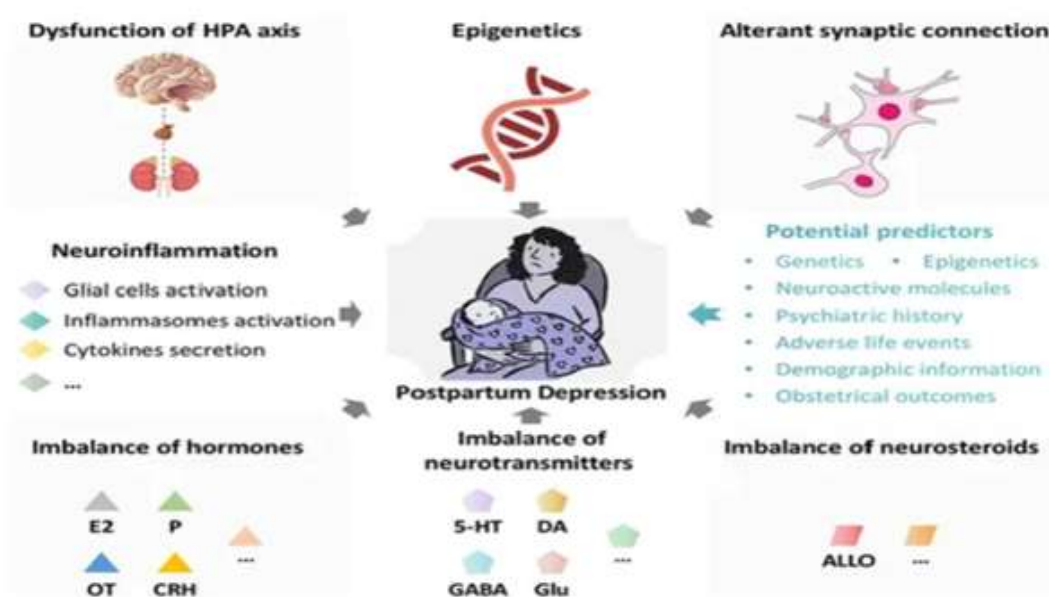 Dysfunction of HPA axis
Epigenetics
Alterant synaptic connection
Neuroinflammation
Glial cells activation
Inflammasomes activation
Cytokines secretion
...
Potential predictors
• Genetics • Epigenetics
• Neuroactive molecules
• Psychiatric history
• Adverse life events
• Demographic information
• Obstetrical outcomes
Postpartum Depression
Imbalance of hormones
E2 P
...
OT CRH
Imbalance of
neurotransmitters
5-HT DA
...
GABA Glu
Imbalance of neurosteroids
ALLO ...